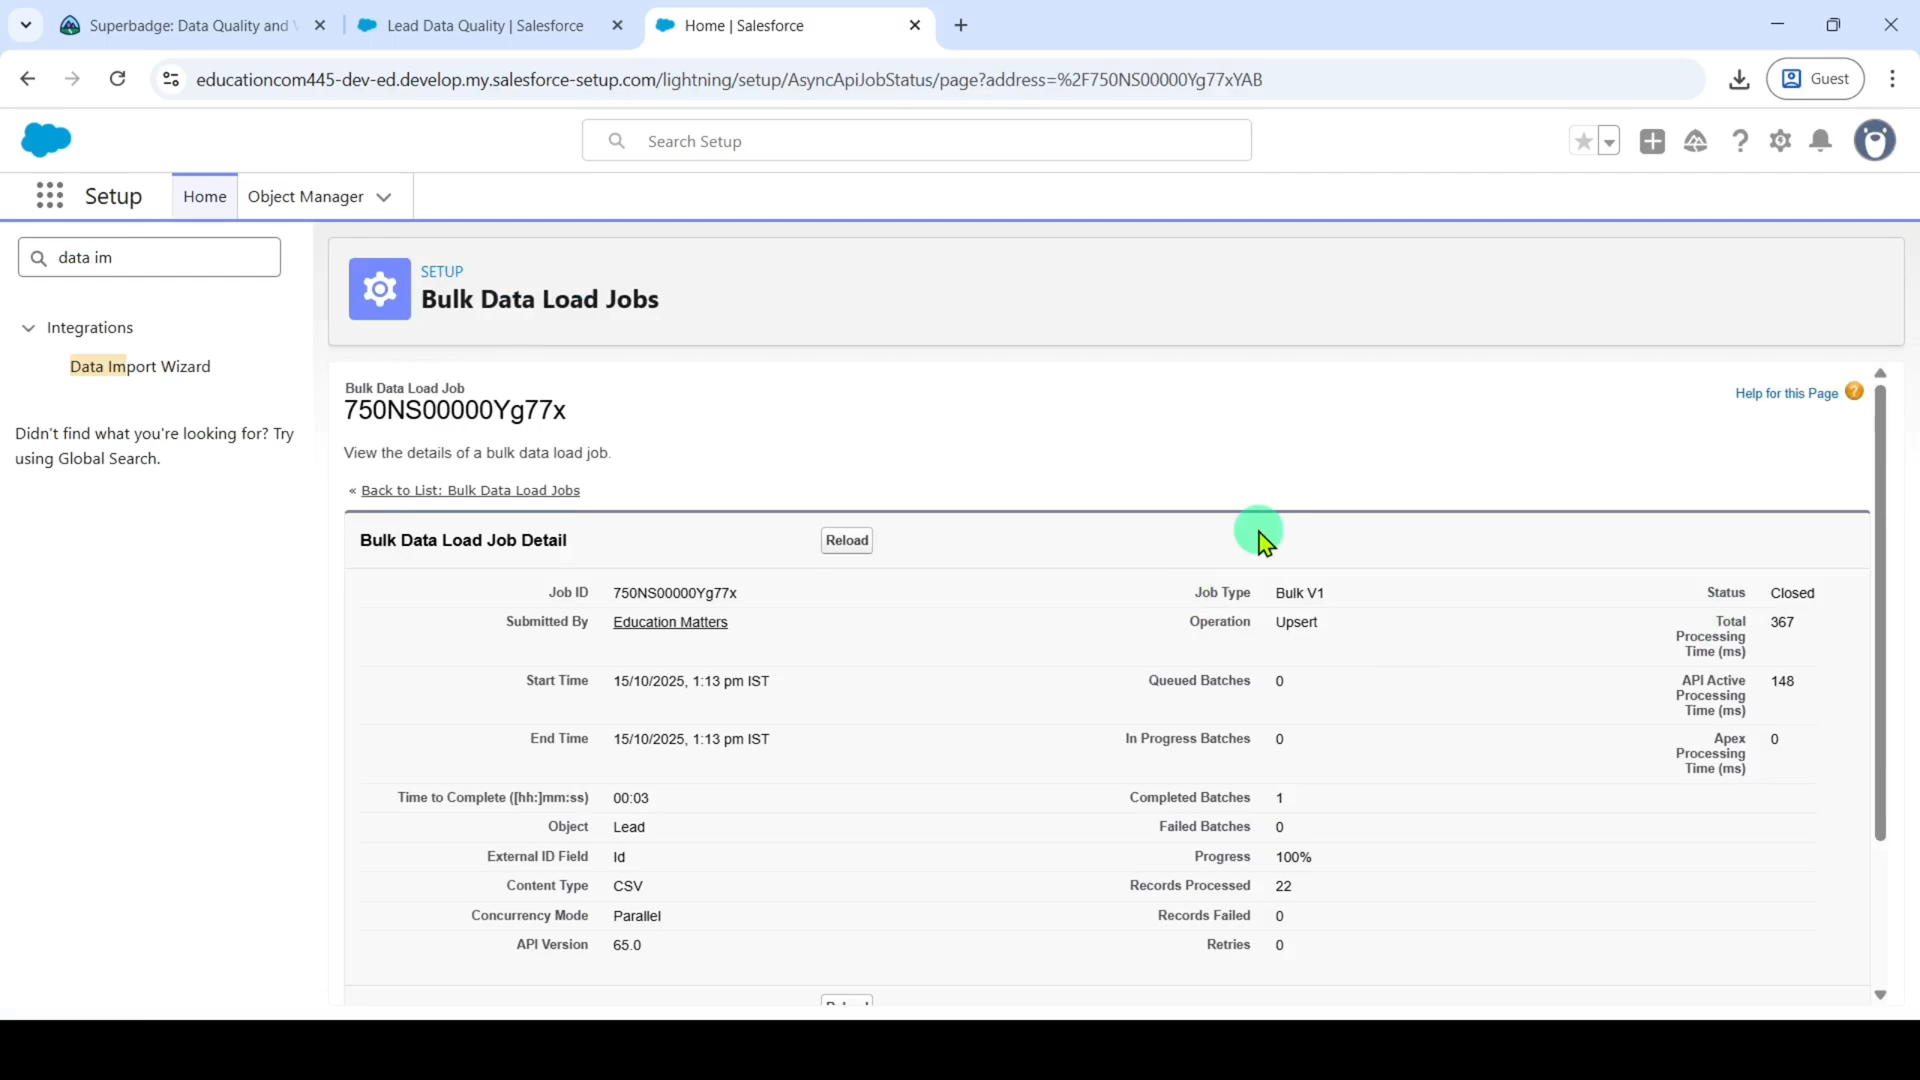 Superbadge: Data Quality and
Lead Data Quality | Salesforce
Home | Salesforce
educationcom445-dev-ed.develop.my.salesforce-setup.com/lightning/setup/AsyncApiJobStatus/page?address=%2F750NS00000Yg77xYAB
Guest
Search Setup
Setup
Home
Object Manager
data im
Integrations
Data Import Wizard
Didn't find what you're looking for? Try
using Global Search.
SETUP
Bulk Data Load Jobs
Bulk Data Load Job
750NS00000Yg77x
Help for this Page
View the details of a bulk data load job.
« Back to List: Bulk Data Load Jobs
Bulk Data Load Job Detail
Reload
Job ID 750NS00000Yg77x Job Type Bulk V1 Status Closed
Submitted By Education Matters Operation Upsert Total 367
Processing
Time (ms)
Start Time 15/10/2025, 1:13 pm IST Queued Batches 0 API Active 148
Processing
Time (ms)
End Time 15/10/2025, 1:13 pm IST In Progress Batches 0 Apex 0
Processing
Time (ms)
Time to Complete ([hh:]mm:ss) 00:03 Completed Batches 1
Object Lead Failed Batches 0
External ID Field Id Progress 100%
Content Type CSV Records Processed 22
Concurrency Mode Parallel Records Failed 0
API Version 65.0 Retries 0